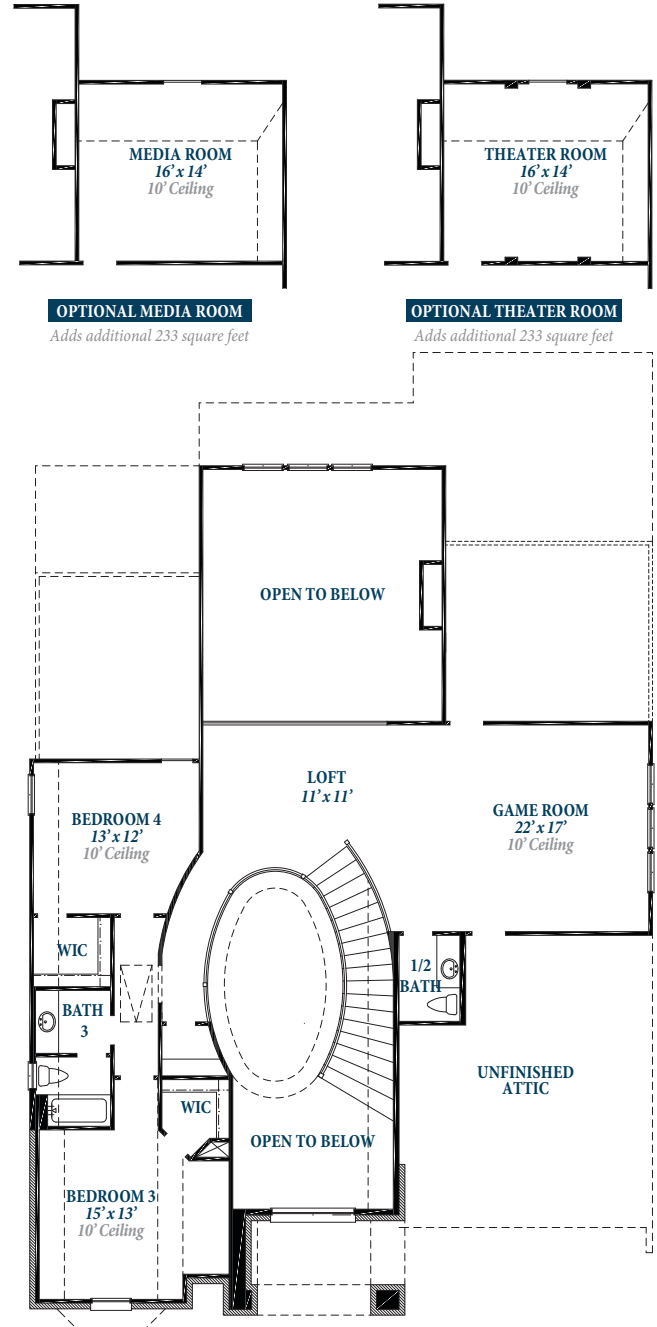 MEDIA ROOM
16' x 14'
10' Ceiling
OPTIONAL MEDIA ROOM
Adds additional 233 square feet
THEATER ROOM
16' x 14'
10' Ceiling
OPTIONAL THEATER ROOM
Adds additional 233 square feet
OPEN TO BELOW
LOFT
11' x 11'
GAME ROOM
22' x 17'
10' Ceiling
BEDROOM 4
13' x 12'
10' Ceiling
WIC
1/2
BATH
BATH
3
UNFINISHED
ATTIC
WIC
OPEN TO BELOW
BEDROOM 3
15' x 13'
10' Ceiling